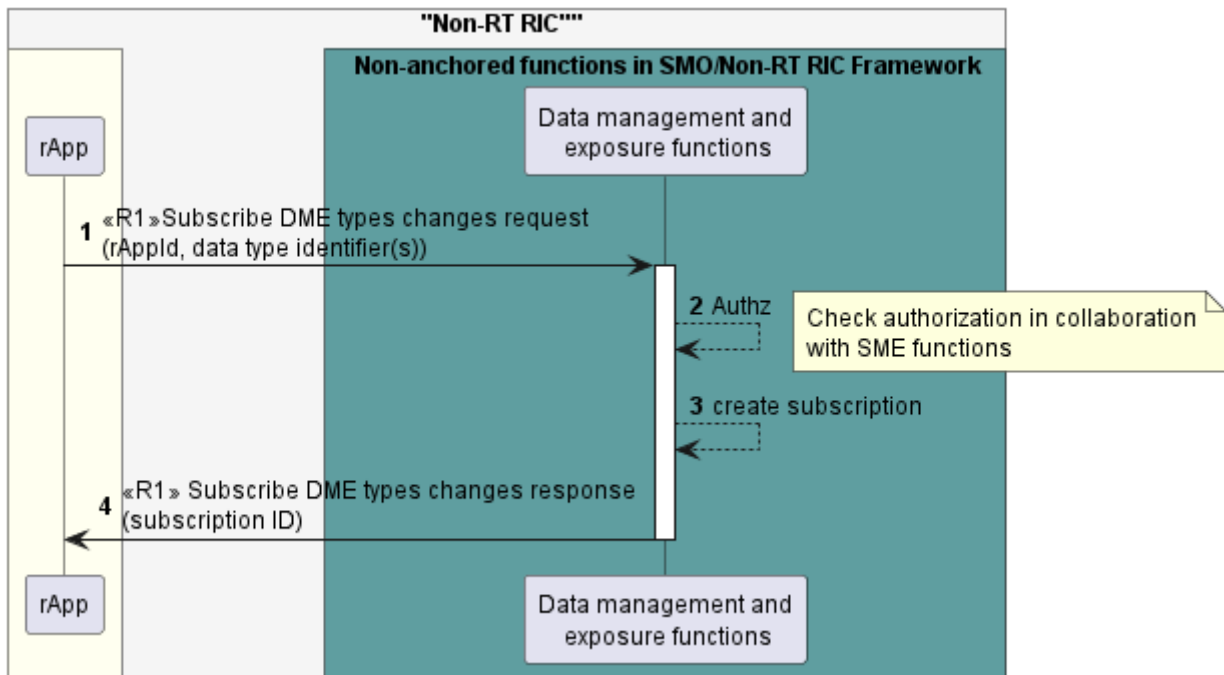 "Non-RT RIC""
Non-anchored functions in SMO/Non-RT RIC Framework
rApp
Data management and
exposure functions
1 «R1»Subscribe DME types changes request
(rAppId, data type identifier(s))
2 Authz
Check authorization in collaboration
with SME functions
3 create subscription
4 «R1» Subscribe DME types changes response
(subscription ID)
rApp
Data management and
exposure functions